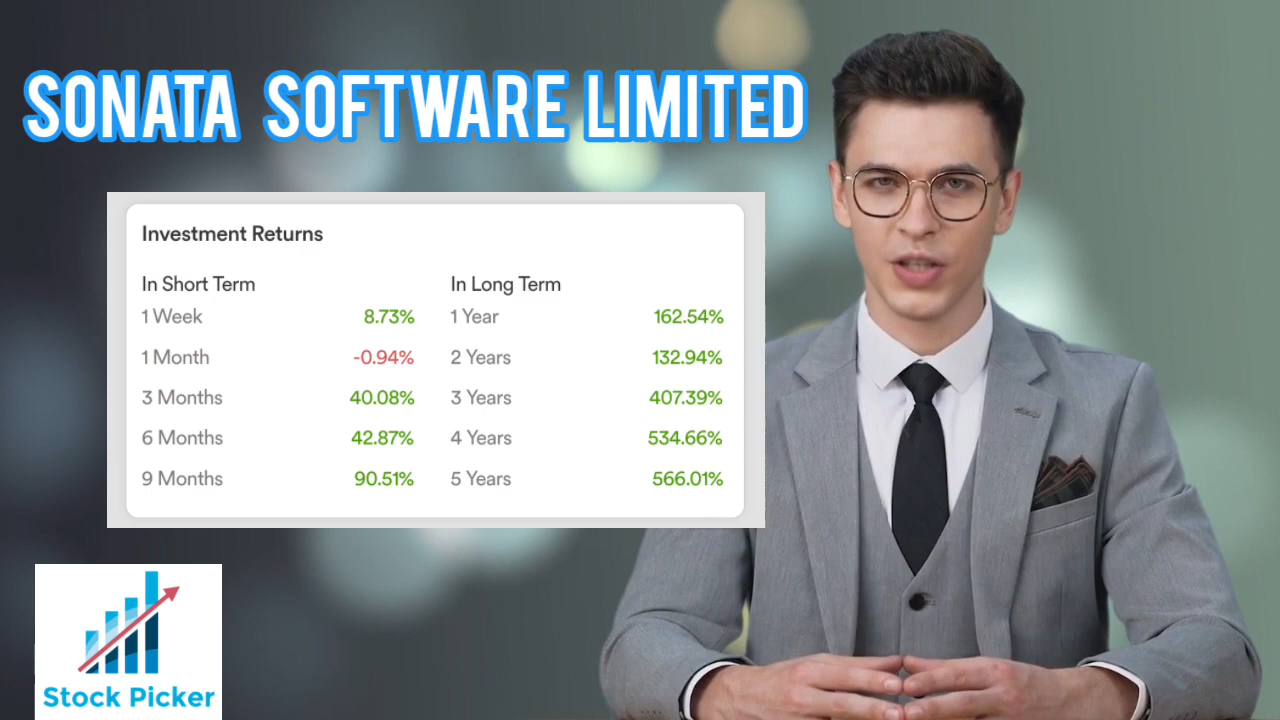 SONATA SOFTWARE LIMITED
Investment Returns
In Short Term In Long Term
1 Week 8.73% 1 Year 162.54%
1 Month -0.94% 2 Years 132.94%
3 Months 40.08% 3 Years 407.39%
6 Months 42.87% 4 Years 534.66%
9 Months 90.51% 5 Years 566.01%
Stock Picker